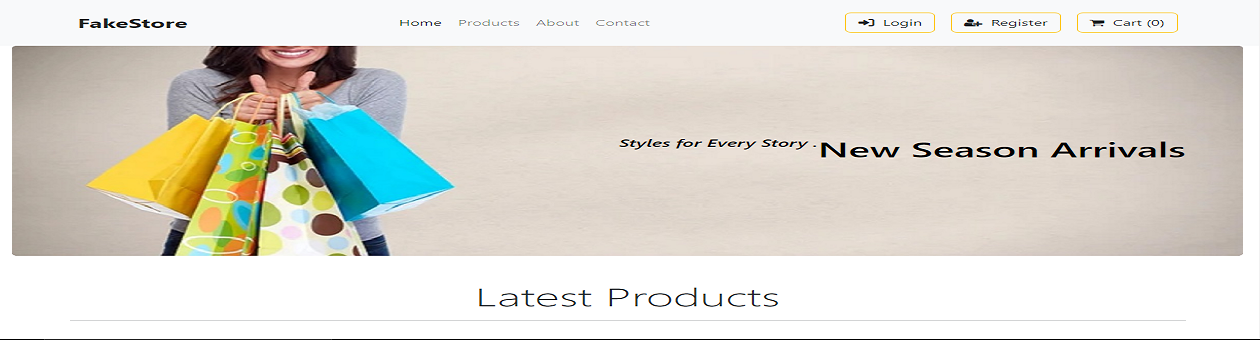 FakeStore Home Products About Contact Login Register Cart (0)
Styles for Every Story . New Season Arrivals
Latest Products